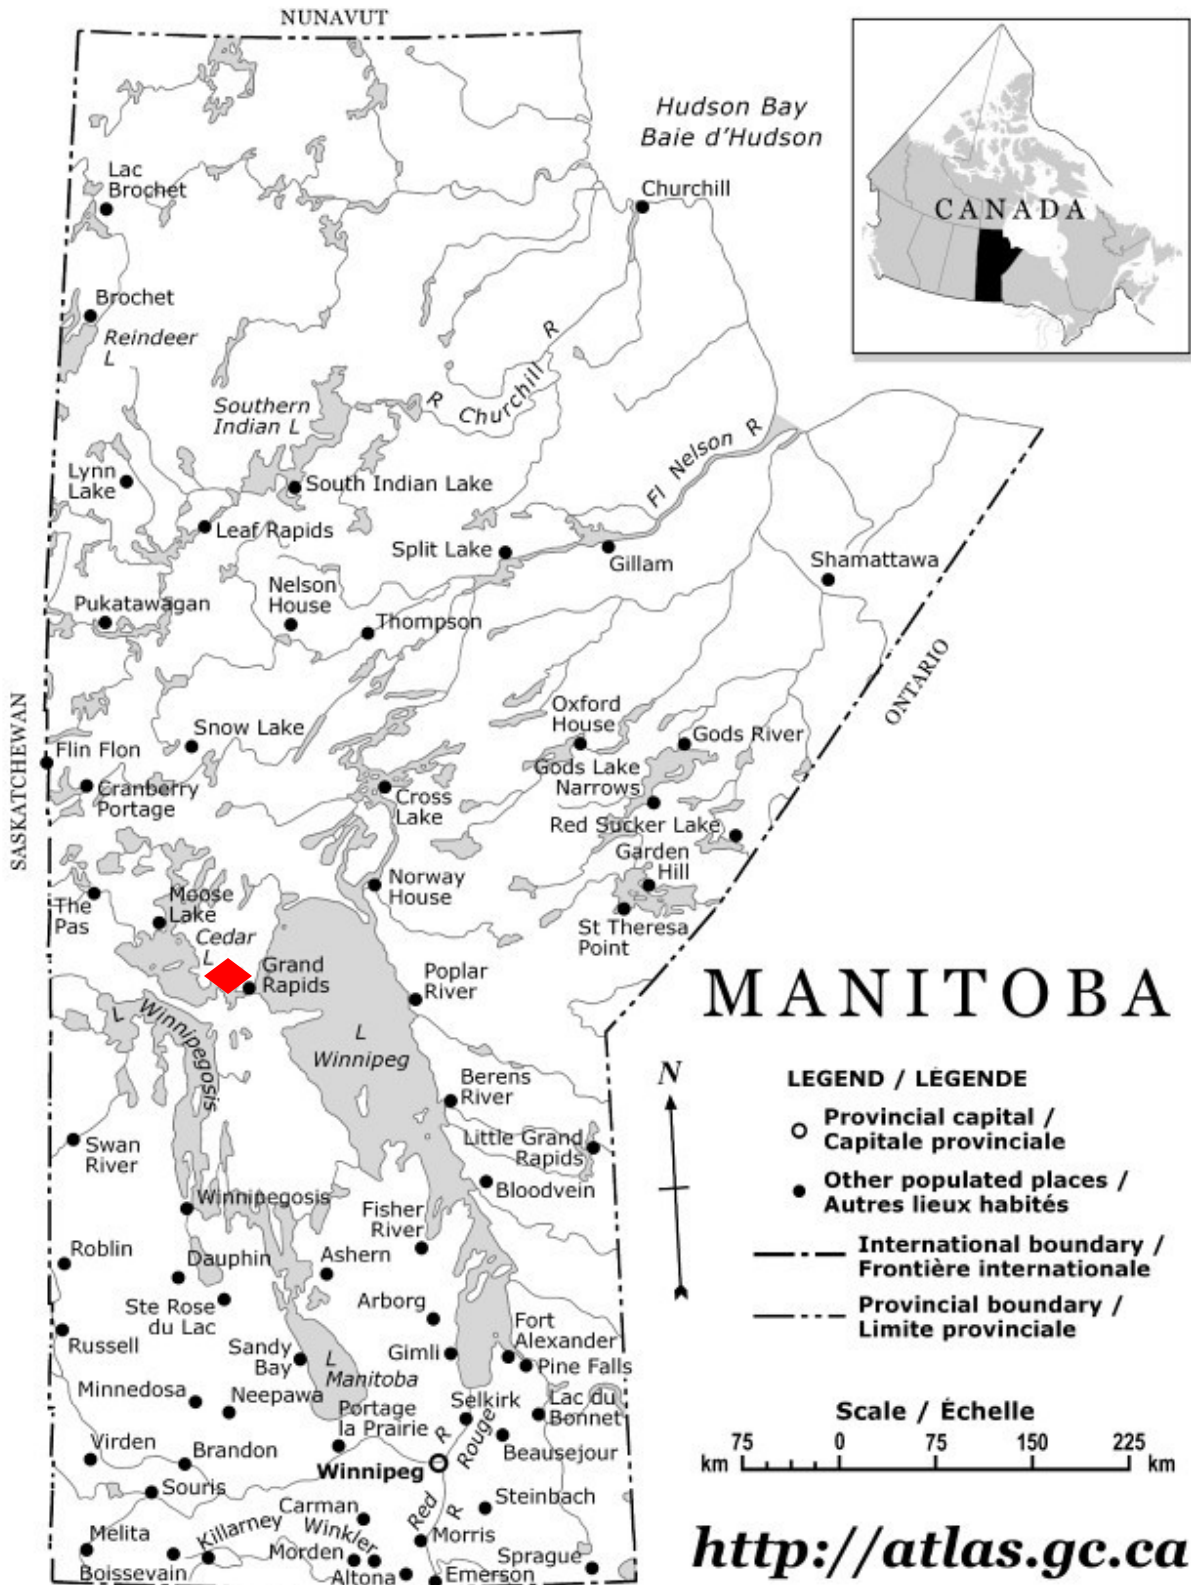 NUNAVUT
Hudson Bay
Baie d'Hudson
CANADA
Lac
Brochet
Churchill
Brochet
Reindeer
L
Southern
Indian L
R Churchill R
Lynn
Lake
South Indian Lake
Fl Nelson R
Leaf Rapids
Split Lake
Gillam
Shamattawa
Nelson
House
Pukatawagan
Thompson
ONTARIO
SASKATCHEWAN
Oxford
House
Snow Lake
Gods River
Flin Flon
Gods Lake
Narrows
Cranberry
Portage
Cross
Lake
Red Sucker Lake
Garden
Hill
Norway
House
The
Pas
Moose
Lake
St Theresa
Point
Cedar
L
Grand
Rapids
Poplar
River
MANITOBA
L Winnipegosis
L
Winnipeg
N
LEGEND / LÉGENDE
Provincial capital /
Capitale provinciale
Other populated places /
Autres lieux habités
International boundary /
Frontière internationale
Provincial boundary /
Limite provinciale
Berens
River
Swan
River
Little Grand
Rapids
Bloodvein
Winnipegosis
Fisher
River
Roblin
Dauphin
Ashern
Ste Rose
du Lac
Arborg
Fort
Alexander
Russell
Sandy
Bay
Gimli
Pine Falls
L
Manitoba
Minnedosa
Neepawa
Selkirk
Lac du
Bonnet
Portage
la Prairie
R Rouge
Beausejour
Virden
Brandon
Winnipeg
Scale / Échelle
75 0 75 150 225
km km
Souris
Carman
Red R
Steinbach
Winkler
Melita
Killarney
Morden
Morris
Boissevain
Altona
Emerson
Sprague
http://atlas.gc.ca